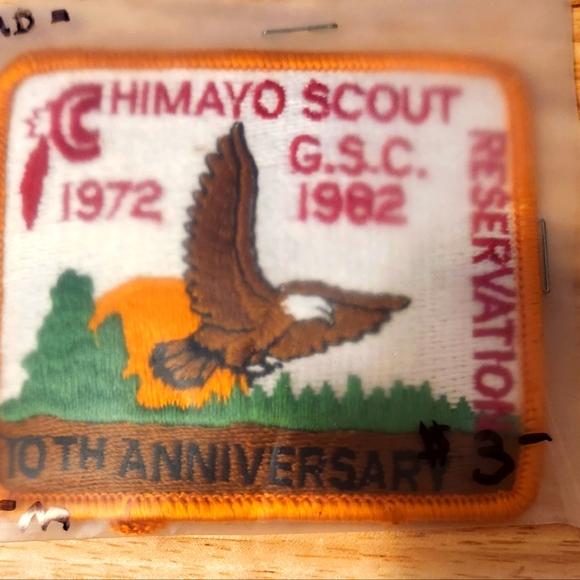 CHIMAYO SCOUT
RESERVATION
G.S.C.
1972 1982
10TH ANNIVERSARY
$3-